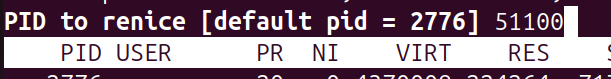 PID to renice [default pid = 2776] 51100
PID USER PR NI VIRT RES